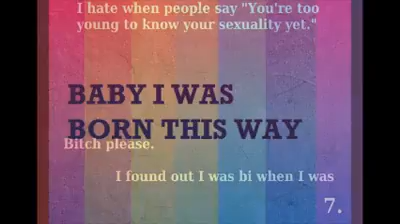 I hate when people say "You're too
young to know your sexuality yet."
BABY I WAS
BORN THIS WAY
Bitch please.
I found out I was bi when I was
7.